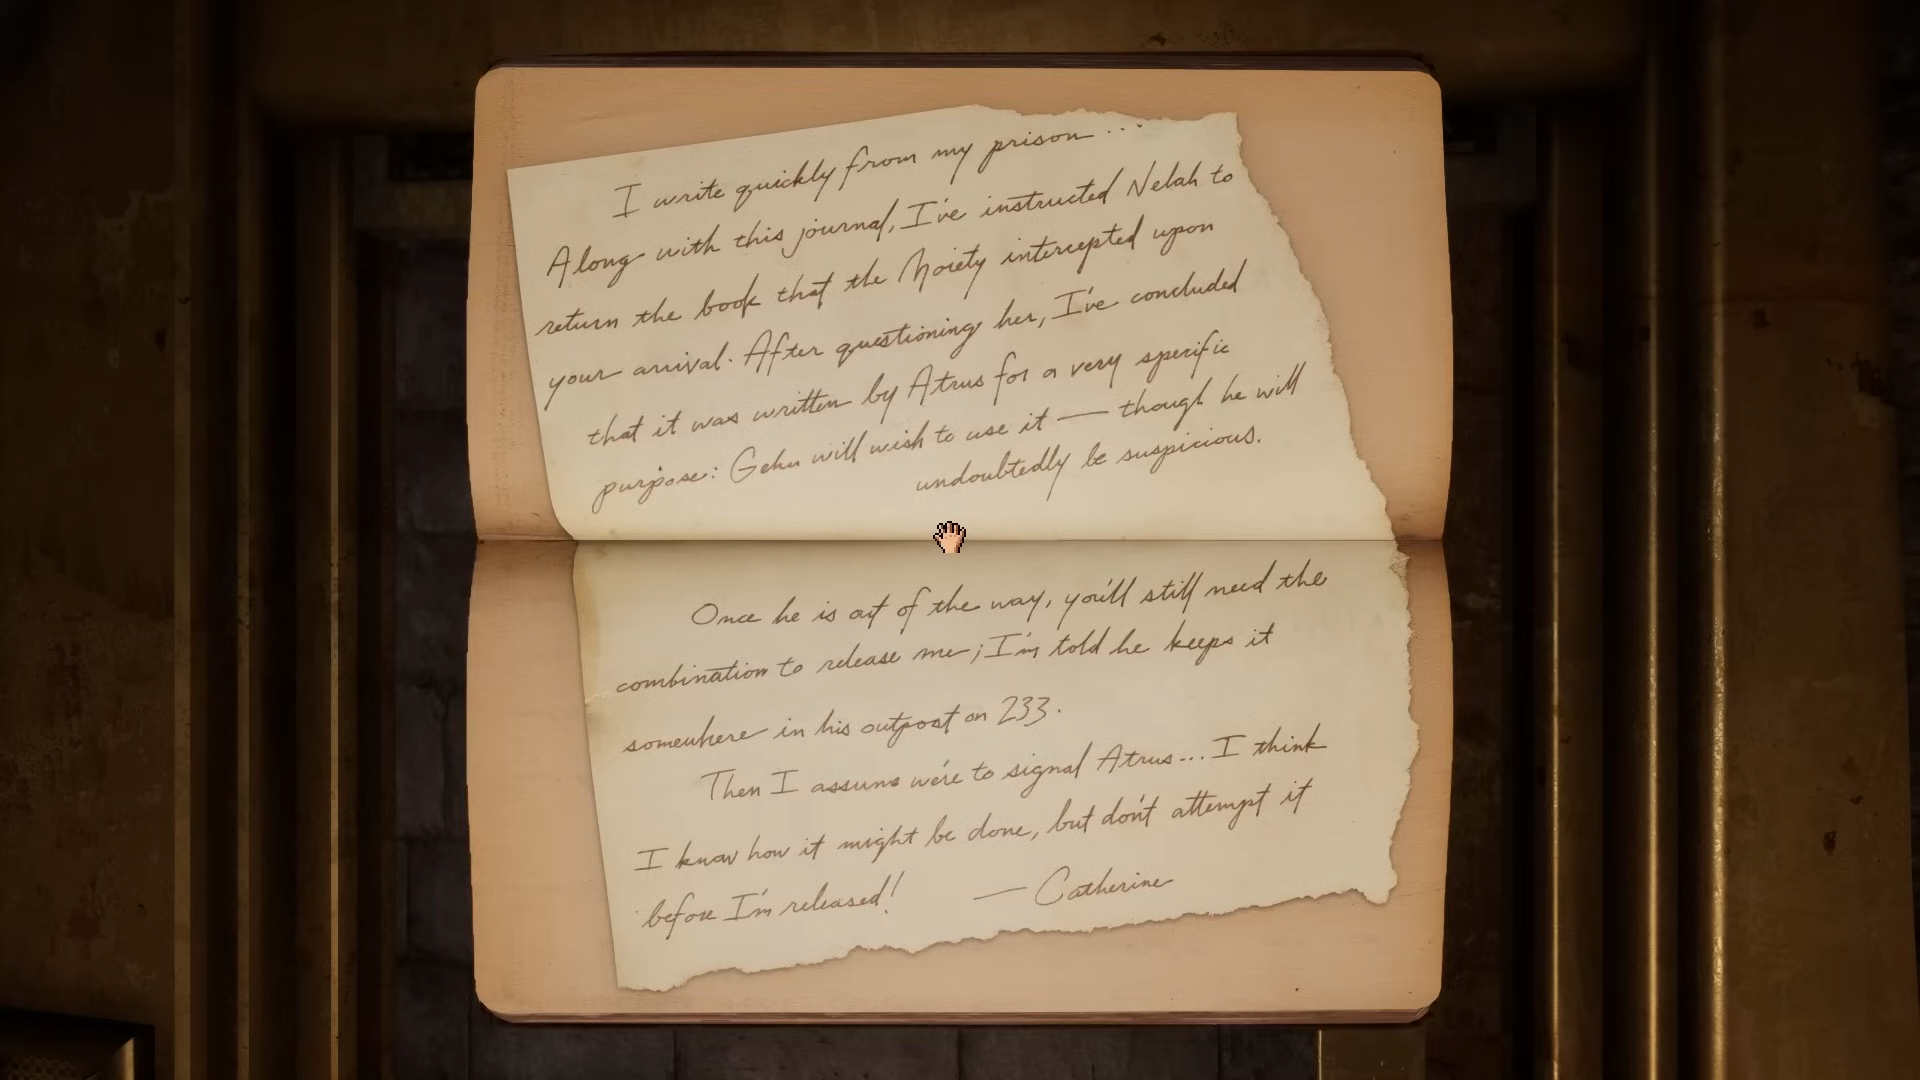 I write quickly from my prison ...
Along with this journal, I've instructed Nelah to
return the book that the Moiety intercepted upon
your arrival. After questioning her, I've concluded
that it was written by Atrus for a very specific
purpose: Gehn will wish to use it — though he will
undoubtedly be suspicious.
Once he is out of the way, you'll still need the
combination to release me; I'm told he keeps it
somewhere in his outpost on 233.
Then I assume we're to signal Atrus... I think
I know how it might be done, but don't attempt it
before I'm released! — Catherine